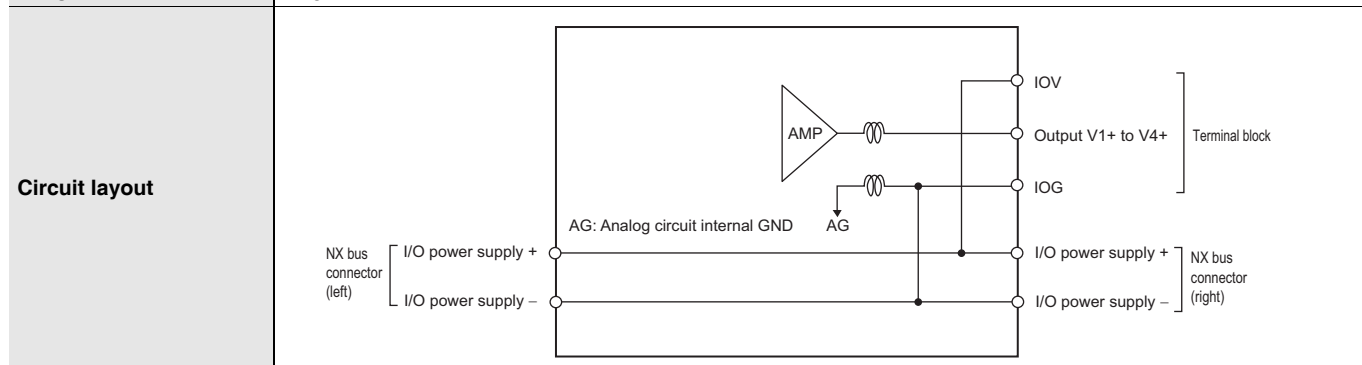 Circuit layout
IOV
AMP
Output V1+ to V4+
Terminal block
IOG
AG: Analog circuit internal GND
AG
NX bus
connector
(left)
I/O power supply +
I/O power supply –
I/O power supply +
I/O power supply –
NX bus
connector
(right)